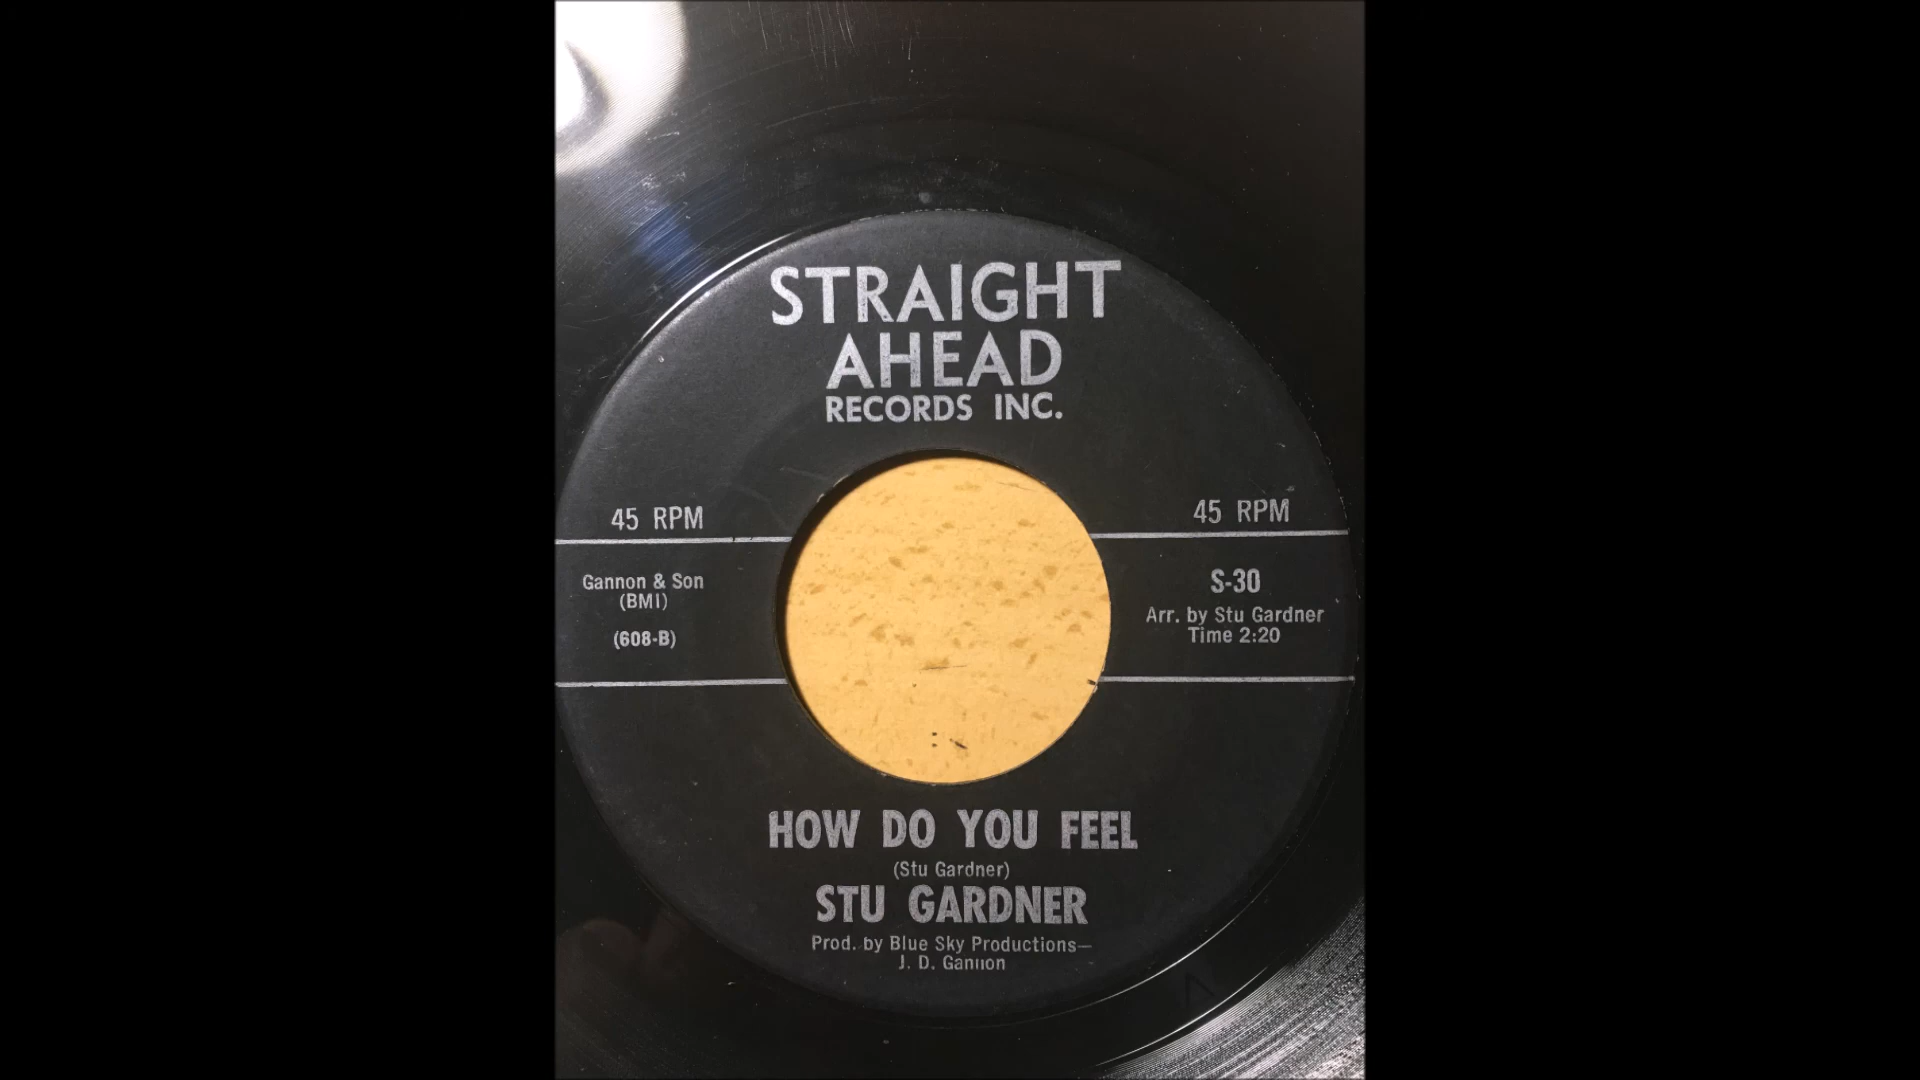 STRAIGHT
AHEAD
RECORDS INC.
45 RPM
45 RPM
Gannon & Son
(BMI)
(608-B)
S-30
Arr. by Stu Gardner
Time 2:20
HOW DO YOU FEEL
(Stu Gardner)
STU GARDNER
Prod. by Blue Sky Productions—
J. D. Gannon